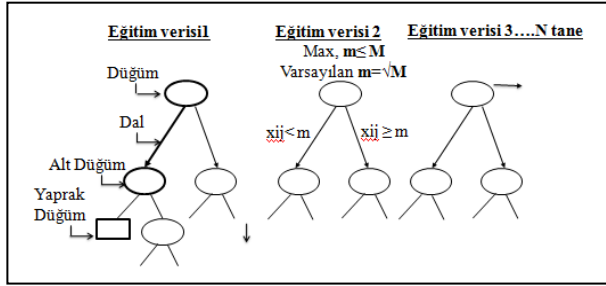 Eğitim verisi1
Eğitim verisi 2
Eğitim verisi 3….N tane
Max, m≤ M
Varsayılan m=√M
Düğüm
Dal
xij< m
xij ≥ m
Alt Düğüm
Yaprak
Düğüm